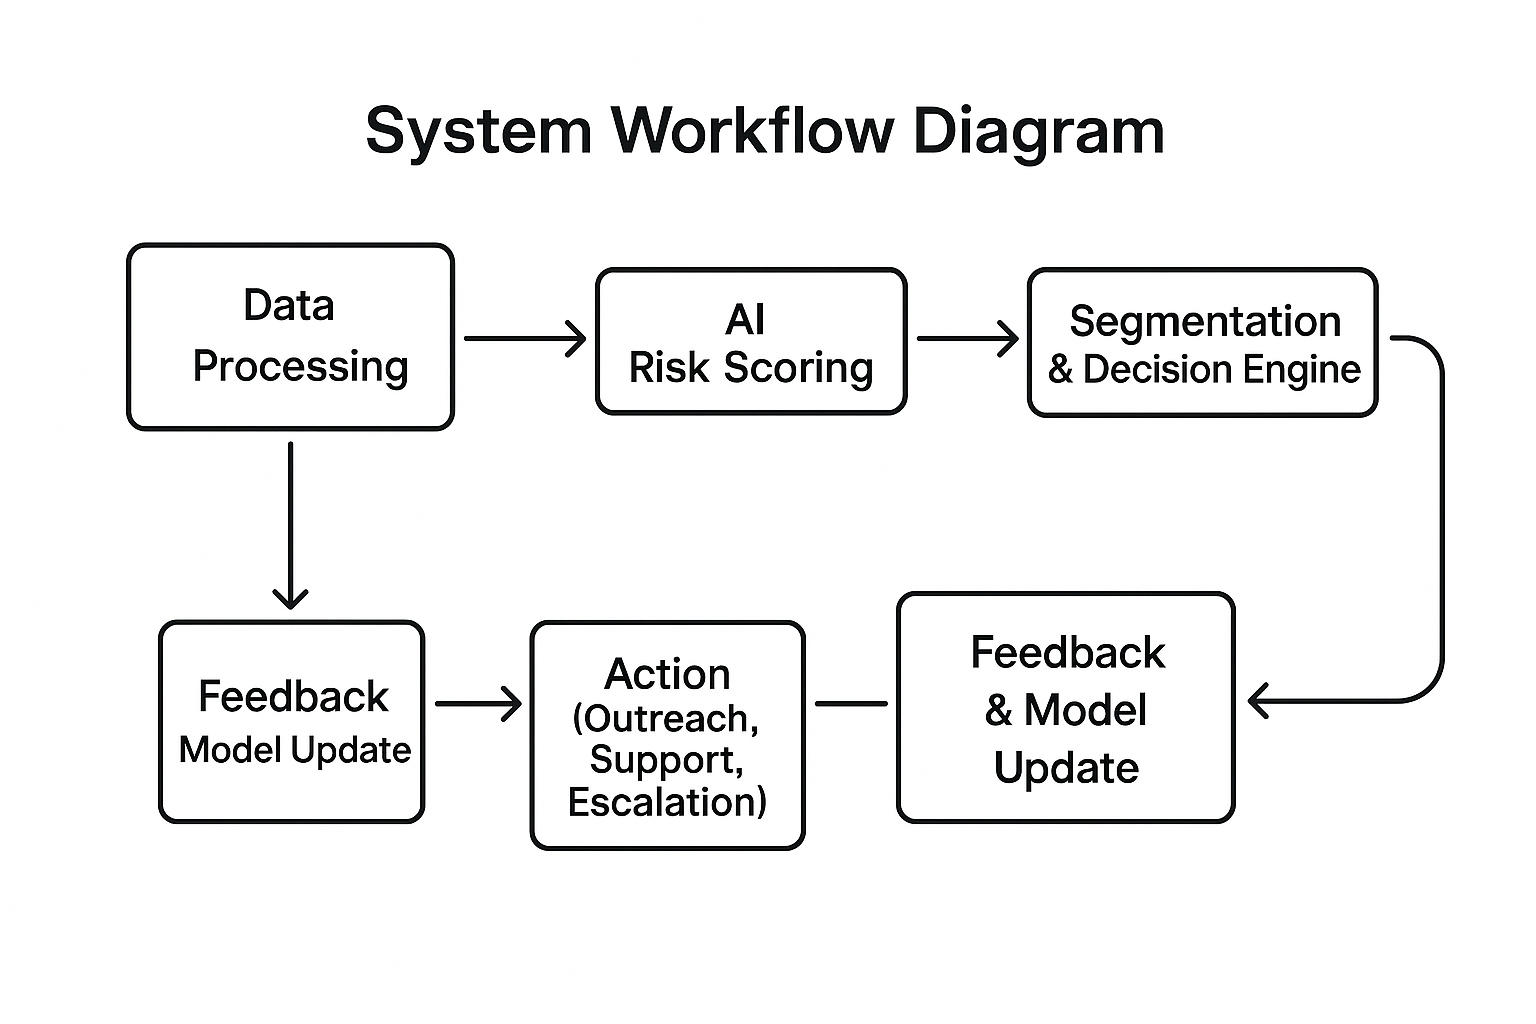 System Workflow Diagram
Data
Processing
AI
Risk Scoring
Segmentation
& Decision Engine
Feedback
Model Update
Action
(Outreach,
Support,
Escalation)
Feedback
& Model
Update